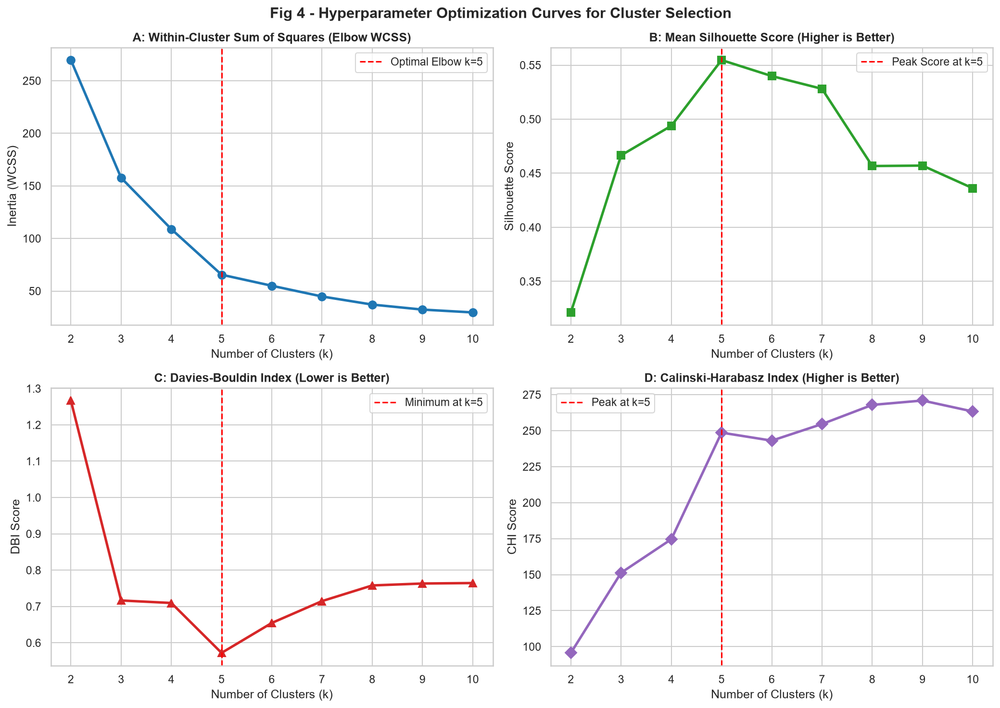 Fig 4 - Hyperparameter Optimization Curves for Cluster Selection
A: Within-Cluster Sum of Squares (Elbow WCSS)
Optimal Elbow k=5
Inertia (WCSS)
250
200
150
100
50
2 3 4 5 6 7 8 9 10
Number of Clusters (k)
B: Mean Silhouette Score (Higher is Better)
Peak Score at k=5
Silhouette Score
0.55
0.50
0.45
0.40
0.35
2 3 4 5 6 7 8 9 10
Number of Clusters (k)
C: Davies-Bouldin Index (Lower is Better)
Minimum at k=5
DBI Score
1.3
1.2
1.1
1.0
0.9
0.8
0.7
0.6
2 3 4 5 6 7 8 9 10
Number of Clusters (k)
D: Calinski-Harabasz Index (Higher is Better)
Peak at k=5
CHI Score
275
250
225
200
175
150
125
100
2 3 4 5 6 7 8 9 10
Number of Clusters (k)